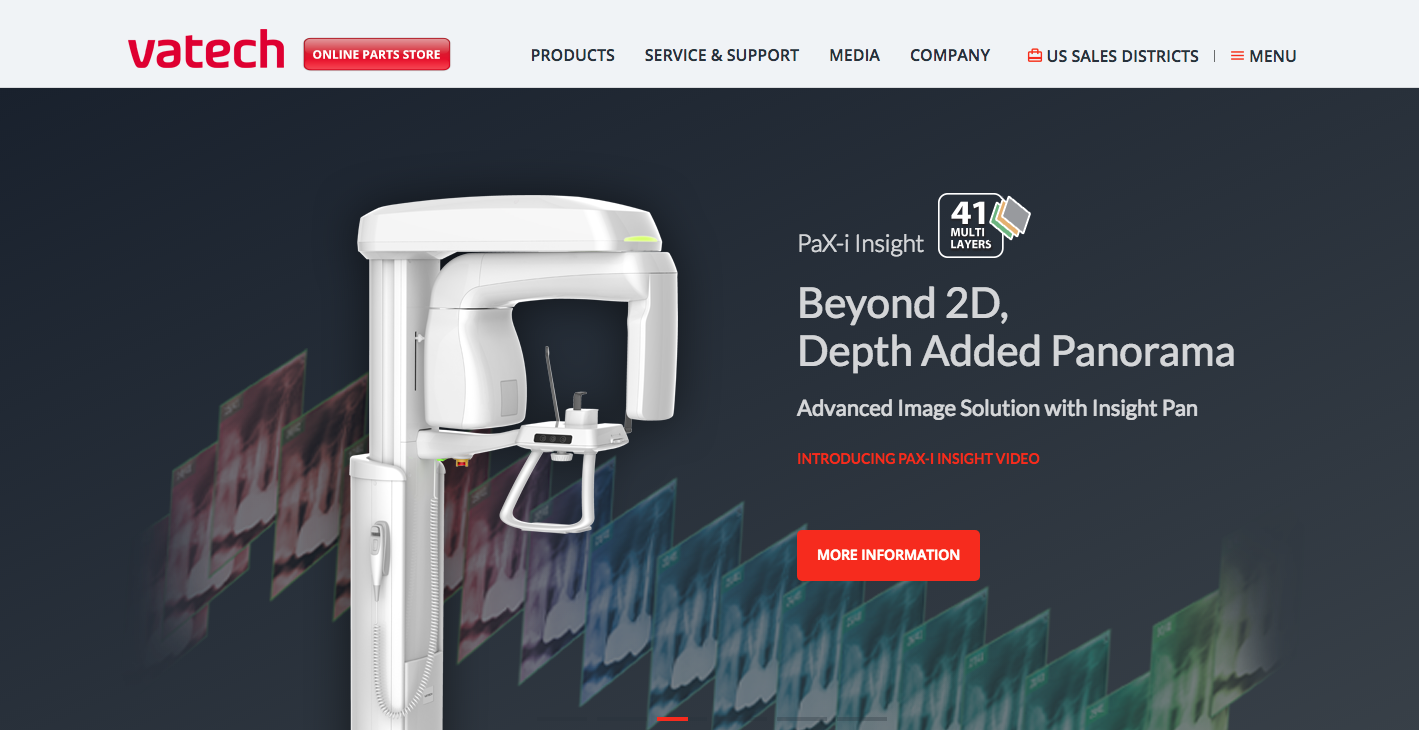 vatech
ONLINE PARTS STORE
PRODUCTS
SERVICE & SUPPORT
MEDIA
COMPANY
US SALES DISTRICTS
MENU
PaX-i Insight
41
MULTI
LAYERS
Beyond 2D,
Depth Added Panorama
Advanced Image Solution with Insight Pan
INTRODUCING PAX-I INSIGHT VIDEO
MORE INFORMATION